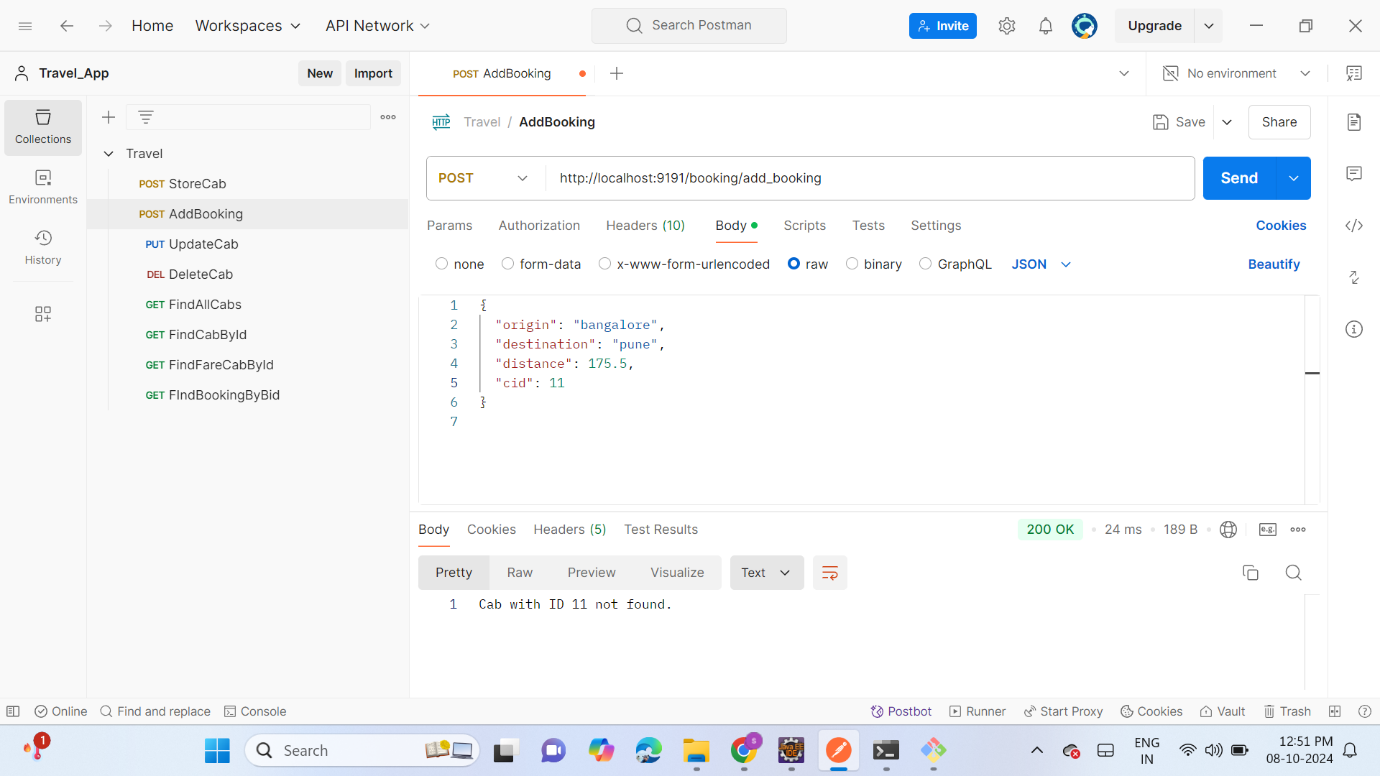 Home Workspaces API Network Search Postman Invite Upgrade
Travel_App New Import POST AddBooking No environment
Collections
Environments
History
Travel
POST StoreCab
POST AddBooking
PUT UpdateCab
DEL DeleteCab
GET FindAllCabs
GET FindCabById
GET FindFareCabById
GET FIndBookingByBid
HTTP Travel / AddBooking Save Share
POST http://localhost:9191/booking/add_booking Send
Params Authorization Headers (10) Body Scripts Tests Settings Cookies
none form-data x-www-form-urlencoded raw binary GraphQL JSON Beautify
1 {
2 "origin": "bangalore",
3 "destination": "pune",
4 "distance": 175.5,
5 "cid": 11
6 }
7
Body Cookies Headers (5) Test Results 200 OK 24 ms 189 B e.g.
Pretty Raw Preview Visualize Text
1 Cab with ID 11 not found.
Online Find and replace Console Postbot Runner Start Proxy Cookies Vault Trash
1 Search ENG IN 12:51 PM 08-10-2024